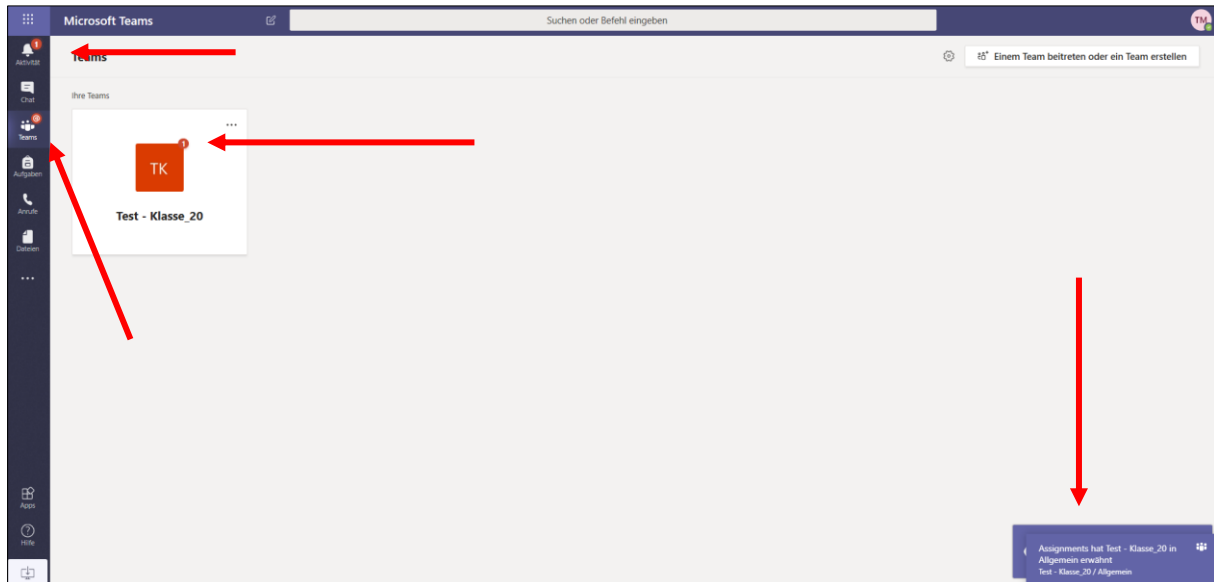 Microsoft Teams
Suchen oder Befehl eingeben
TM
1
Aktivität
Teams
Einem Team beitreten oder ein Team erstellen
Chat
Ihre Teams
@
Teams
...
1
TK
Test - Klasse_20
Aufgaben
Anrufe
Dateien
...
Apps
?
Hilfe
Assignments hat Test - Klasse_20 in
Allgemein erwähnt
Test - Klasse_20 / Allgemein